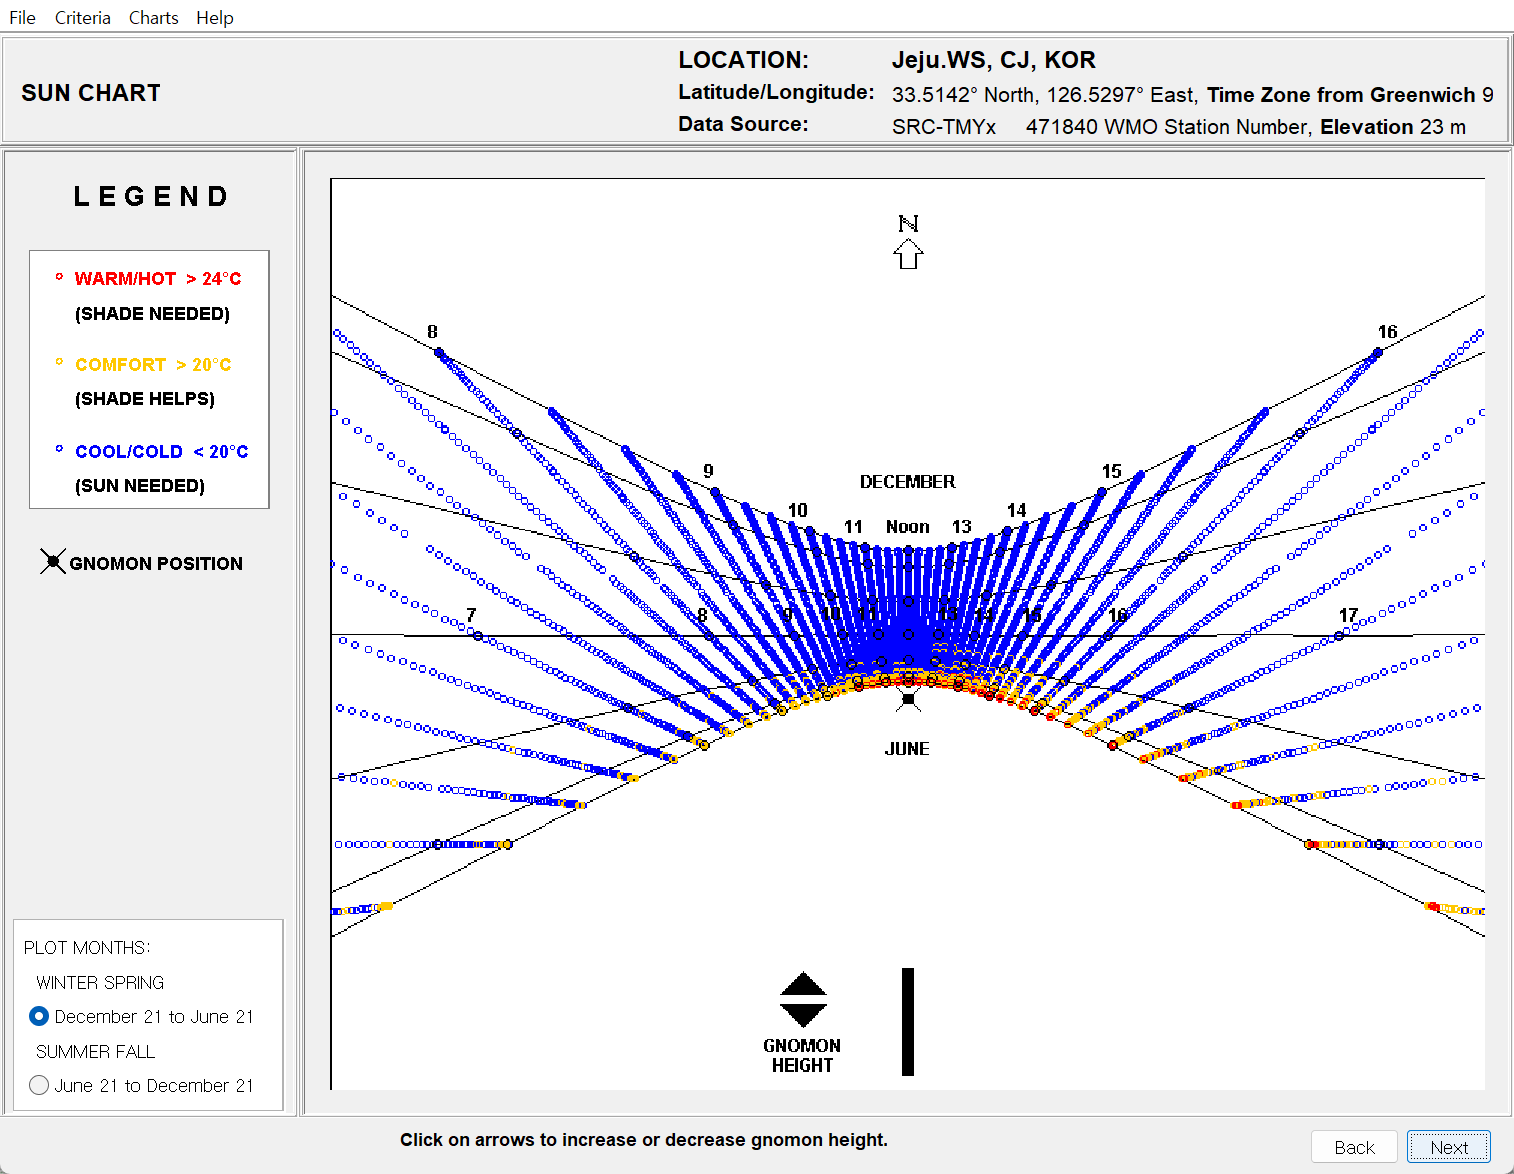 File Criteria Charts Help
SUN CHART
LOCATION: Jeju.WS, CJ, KOR
Latitude/Longitude: 33.5142° North, 126.5297° East, Time Zone from Greenwich 9
Data Source: SRC-TMYx 471840 WMO Station Number, Elevation 23 m
LEGEND
WARM/HOT > 24°C
(SHADE NEEDED)
COMFORT > 20°C
(SHADE HELPS)
COOL/COLD < 20°C
(SUN NEEDED)
GNOMON POSITION
PLOT MONTHS:
WINTER SPRING
December 21 to June 21
SUMMER FALL
June 21 to December 21
N
8 16
9 15
DECEMBER
10 14
11 Noon 13
7 8 9 10 11 13 14 15 16 17
JUNE
GNOMON
HEIGHT
Click on arrows to increase or decrease gnomon height.
Back Next